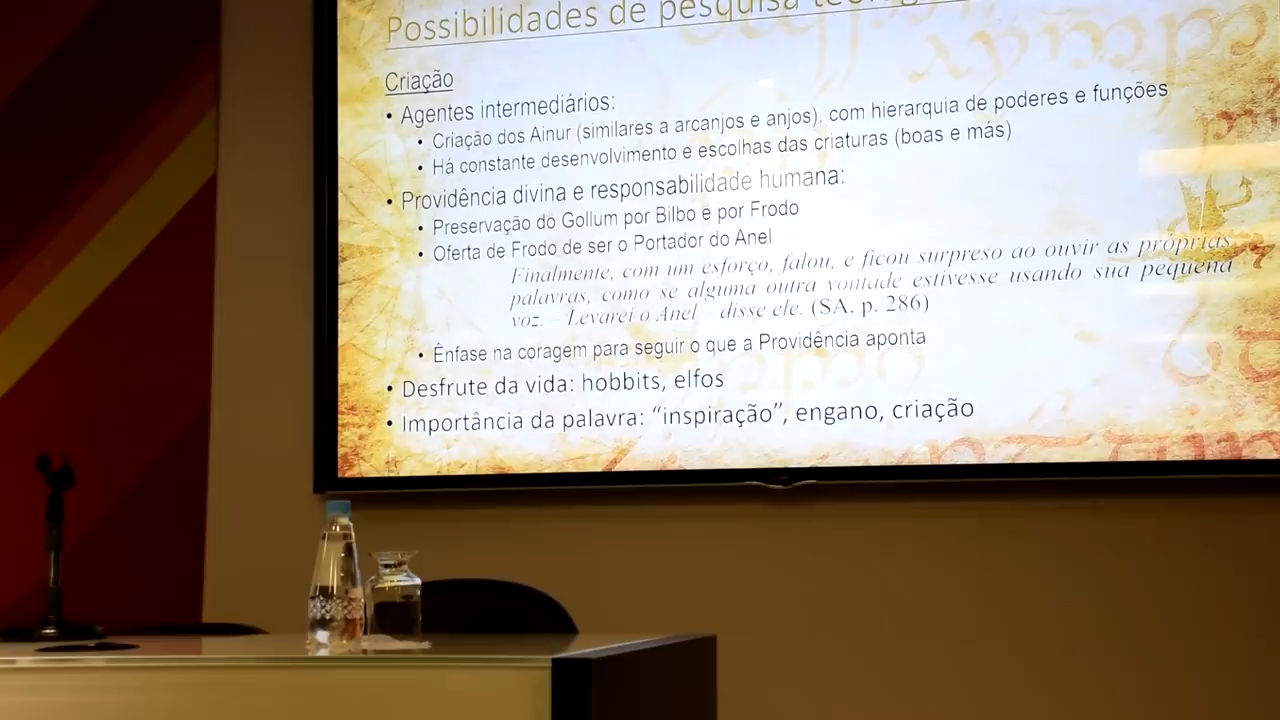 Possibilidades de pesquisa
Criação
• Agentes intermediários:
• Criação dos Ainur (similares a arcanjos e anjos), com hierarquia de poderes e funções
• Há constante desenvolvimento e escolhas das criaturas (boas e más)
• Providência divina e responsabilidade humana:
• Preservação do Gollum por Bilbo e por Frodo
• Oferta de Frodo de ser o Portador do Anel
Finalmente, com um esforço, falou, e ficou surpreso ao ouvir as próprias
palavras, como se alguma outra vontade estivesse usando sua pequena
voz. – Levarei o Anel – disse ele. (SA. p. 286)
• Ênfase na coragem para seguir o que a Providência aponta
• Desfrute da vida: hobbits, elfos
• Importância da palavra: “inspiração”, engano, criação